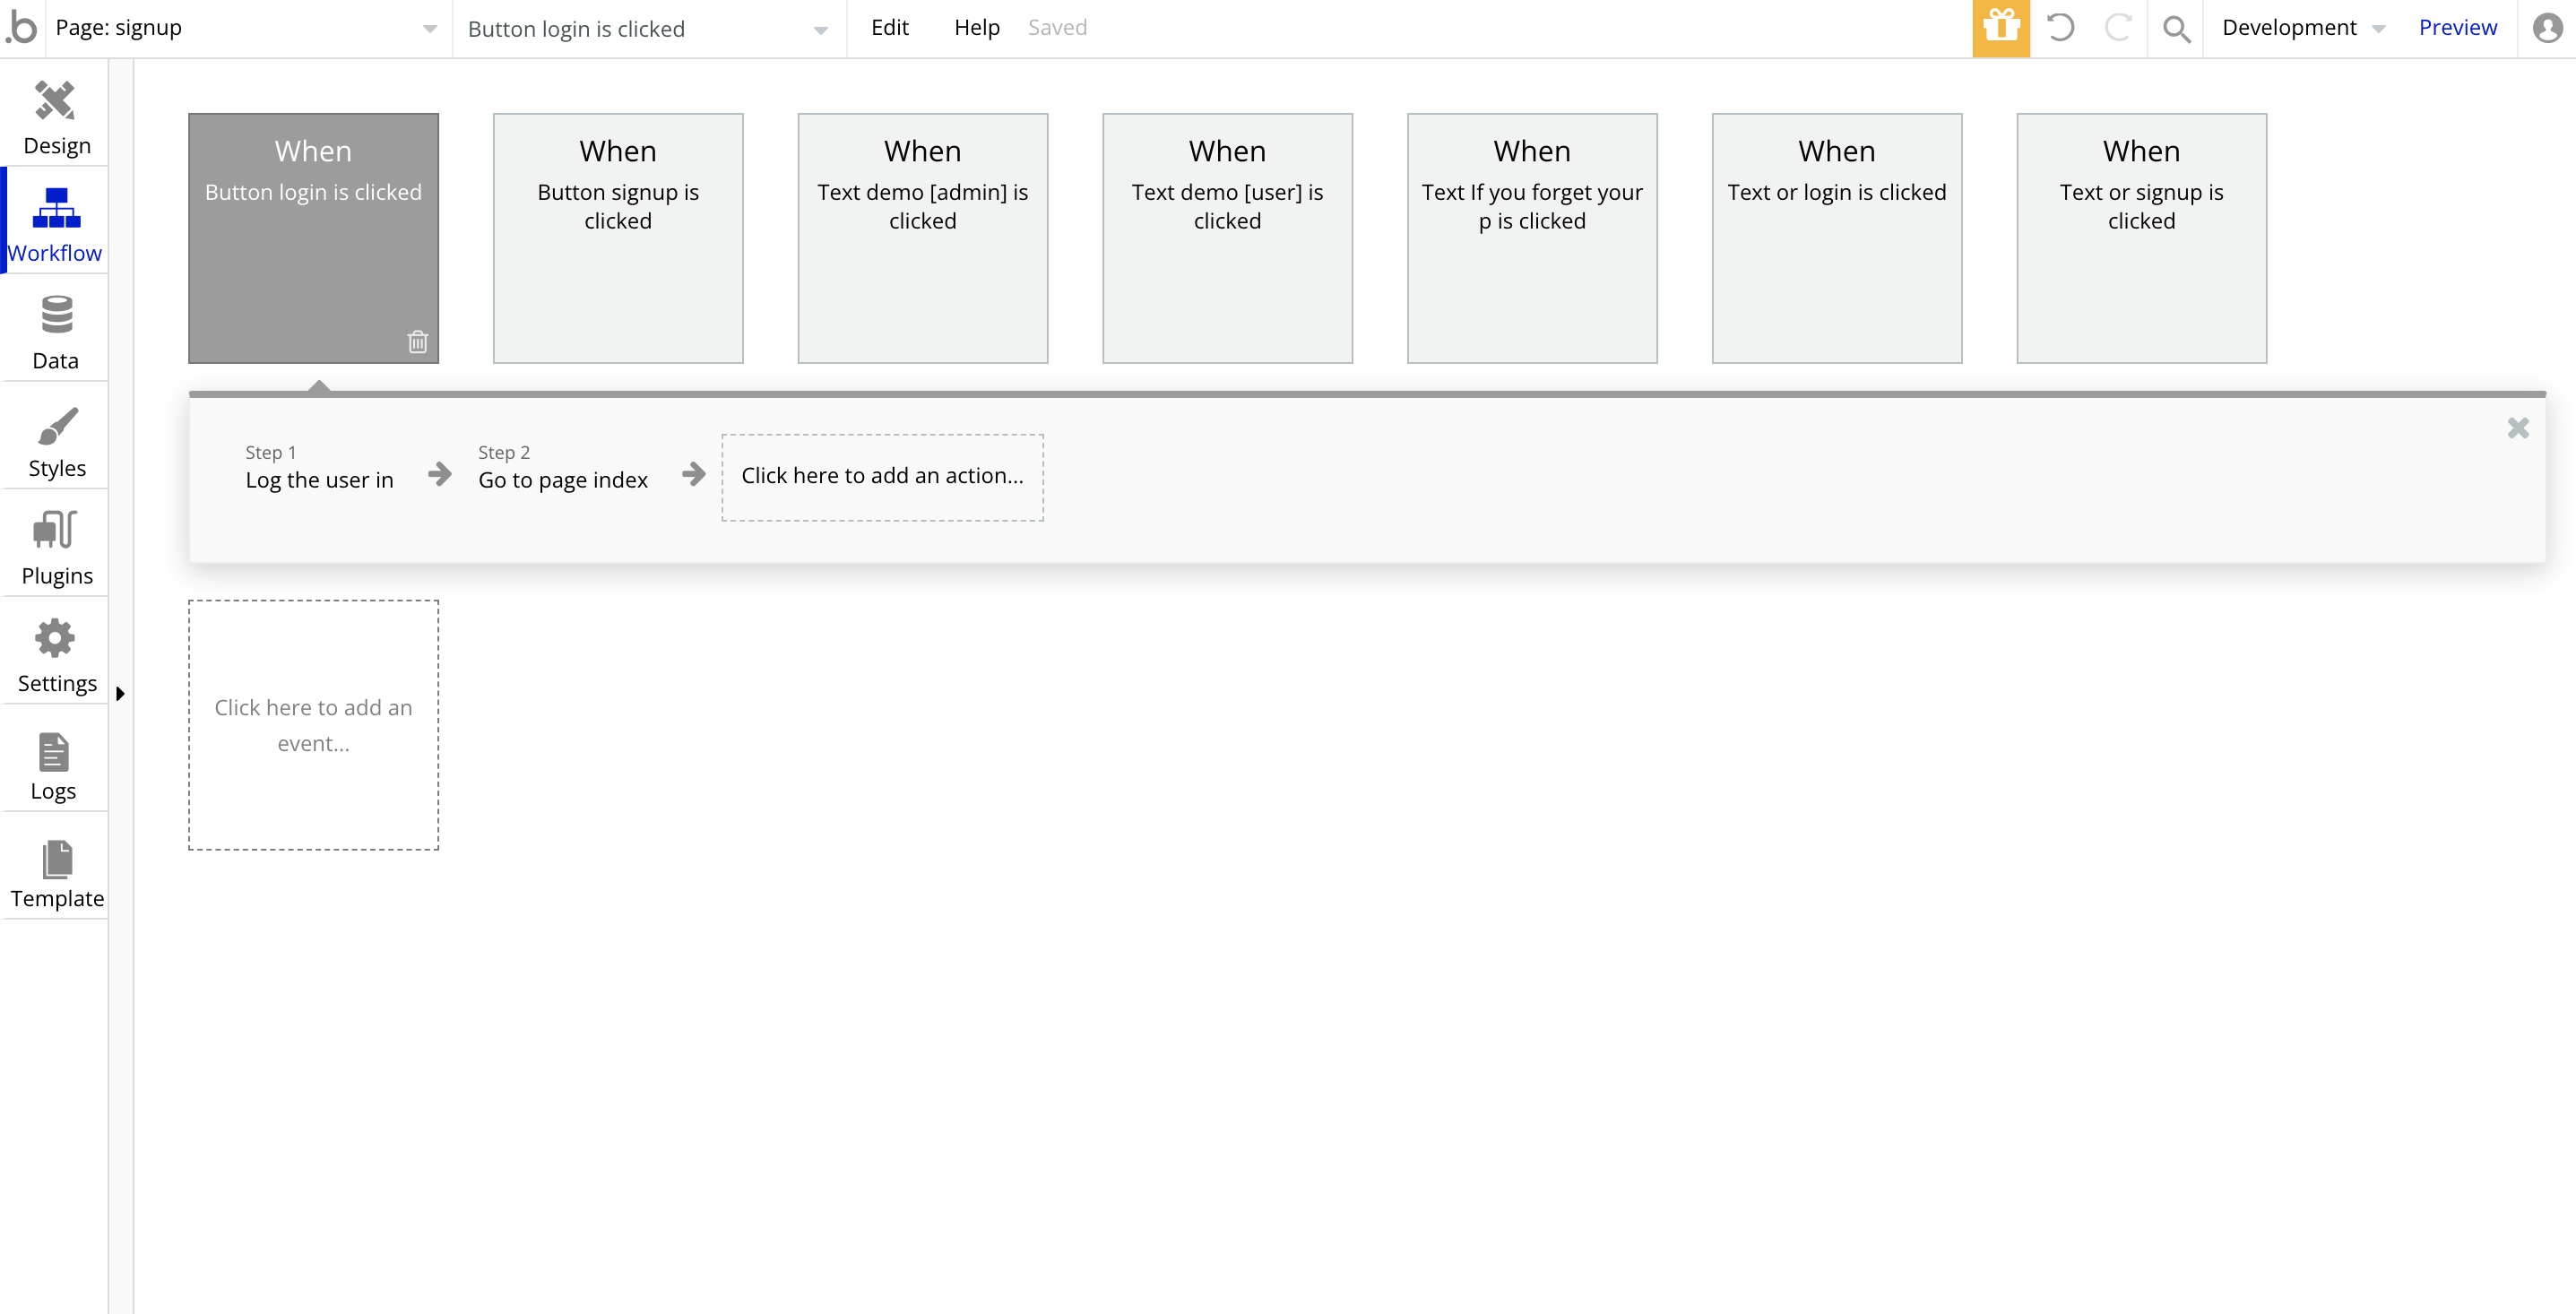 .b
Page: signup
Button login is clicked
Edit
Help
Saved
Development
Preview
Design
Workflow
Data
Styles
Plugins
Settings
Logs
Template
When
Button login is clicked
When
Button signup is
clicked
When
Text demo [admin] is
clicked
When
Text demo [user] is
clicked
When
Text If you forget your
p is clicked
When
Text or login is clicked
When
Text or signup is
clicked
Step 1
Log the user in
Step 2
Go to page index
Click here to add an action...
Click here to add an
event...